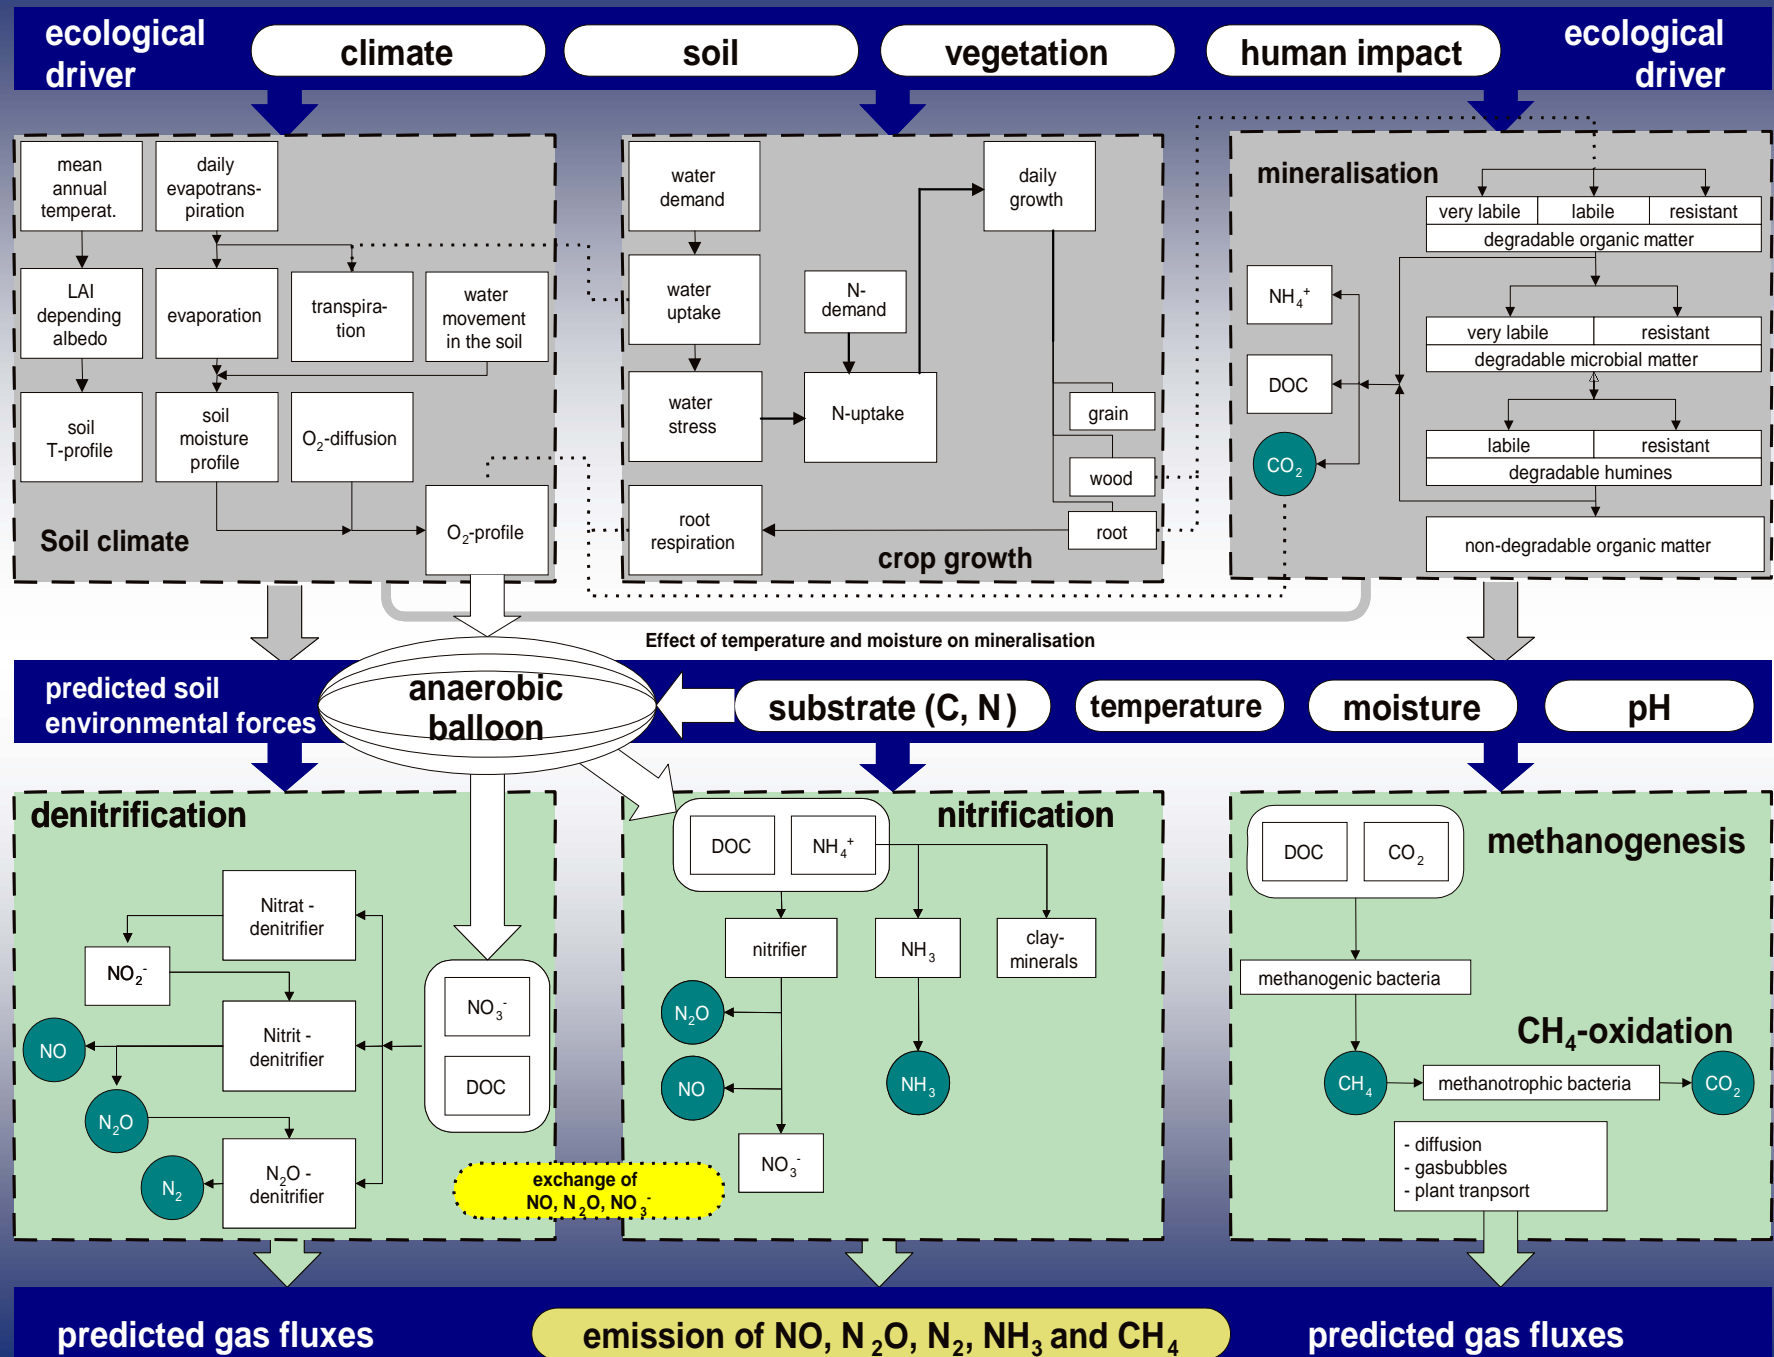 ecological
driver
climate
soil
vegetation
human impact
ecological
driver
mean
annual
temperat.
daily
evapotrans-
piration
LAI
depending
albedo
evaporation
transpira-
tion
water
movement
in the soil
soil
T-profile
soil
moisture
profile
O₂-diffusion
O₂-profile
Soil climate
water
demand
daily
growth
water
uptake
N-
demand
water
stress
N-uptake
grain
wood
root
root
respiration
crop growth
mineralisation
very labile
labile
resistant
degradable organic matter
NH₄⁺
very labile
resistant
degradable microbial matter
DOC
labile
resistant
degradable humines
CO₂
non-degradable organic matter
Effect of temperature and moisture on mineralisation
predicted soil
environmental forces
anaerobic
balloon
substrate (C, N)
temperature
moisture
pH
denitrification
Nitrat -
denitrifier
NO₂⁻
NO₃⁻
Nitrit -
denitrifier
NO
DOC
N₂O
N₂O -
denitrifier
N₂
exchange of
NO, N₂O, NO₃⁻
nitrification
DOC
NH₄⁺
nitrifier
NH₃
clay-
minerals
N₂O
NO
NH₃
NO₃⁻
methanogenesis
DOC
CO₂
methanogenic bacteria
CH₄-oxidation
CH₄
methanotrophic bacteria
CO₂
- diffusion
- gasbubbles
- plant tranpsort
predicted gas fluxes
emission of NO, N₂O, N₂, NH₃ and CH₄
predicted gas fluxes